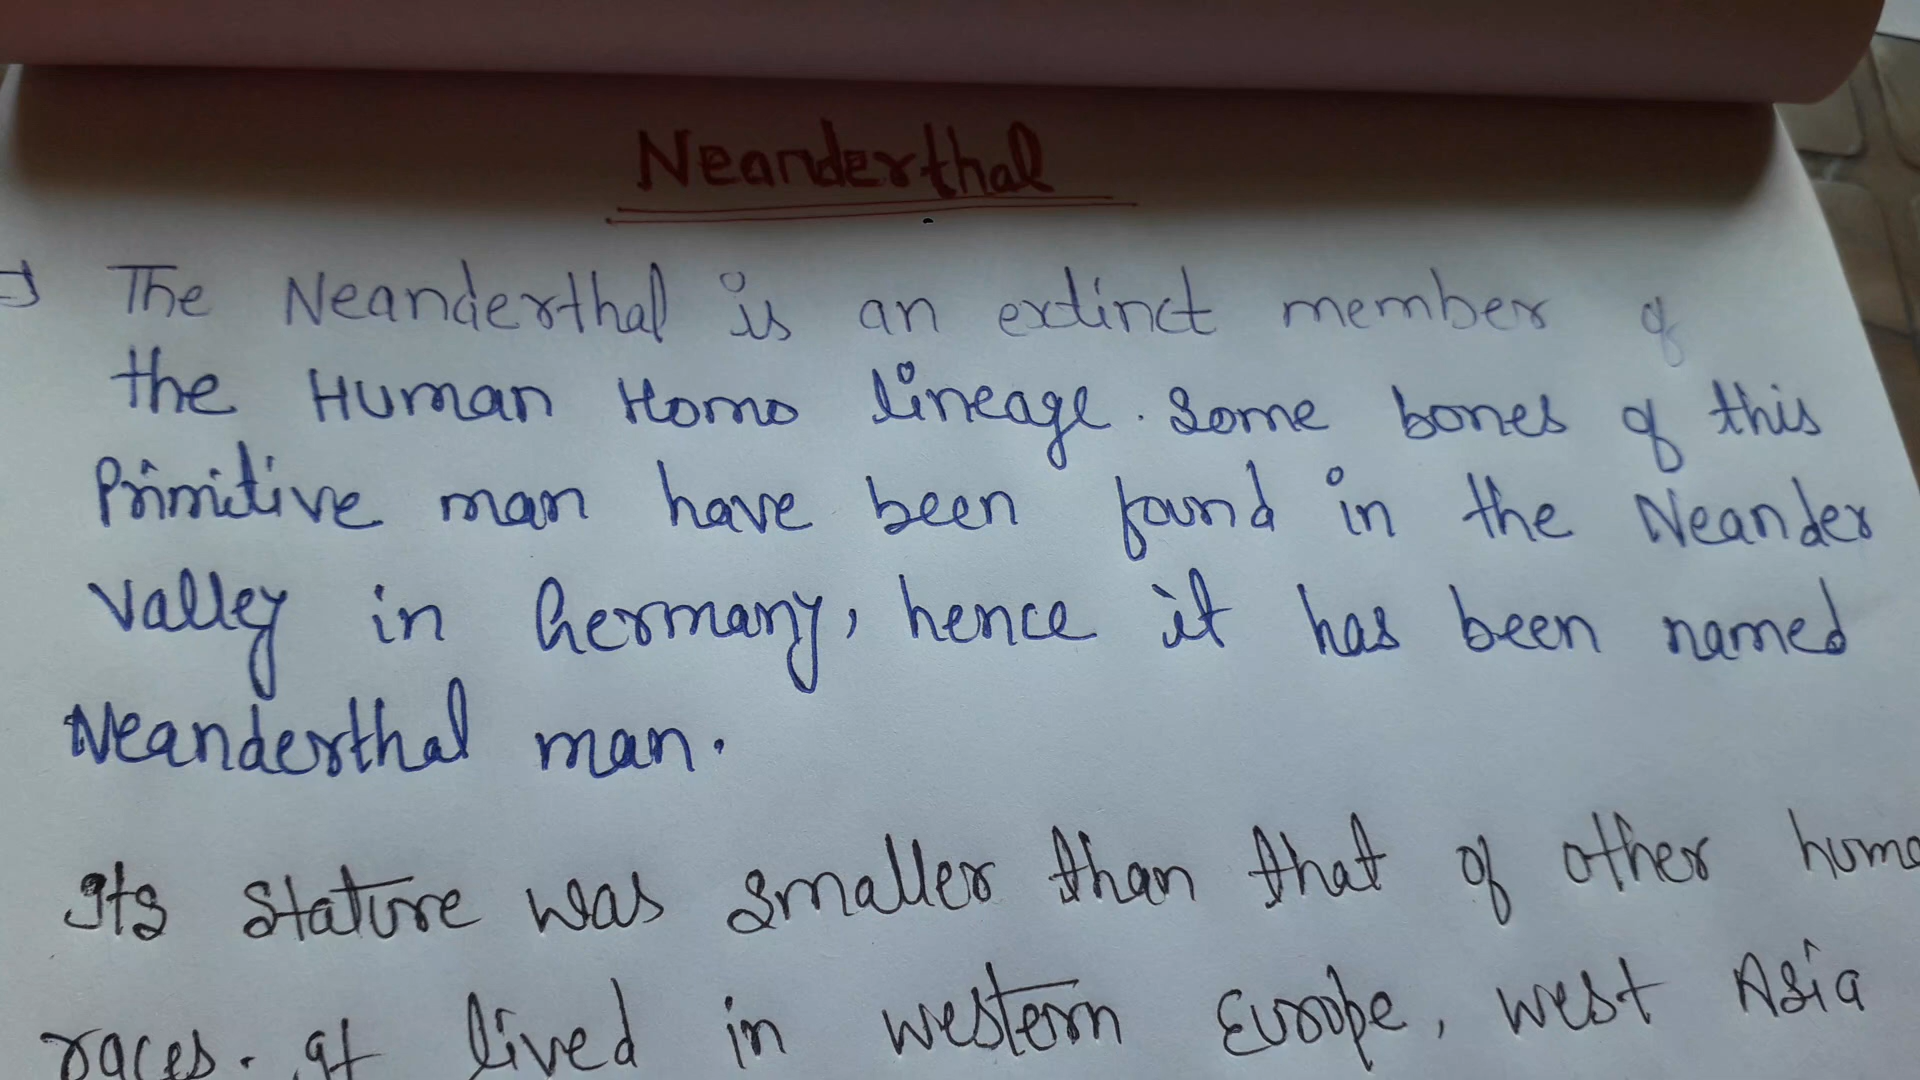 Neanderthal
→ The Neanderthal is an extinct member of
the Human Homo lineage. Some bones of this
Primitive man have been found in the Neander
Valley in Germany, hence it has been named
Neanderthal man.
Its stature was smaller than that of other huma
races. It lived in western Europe, west Asia